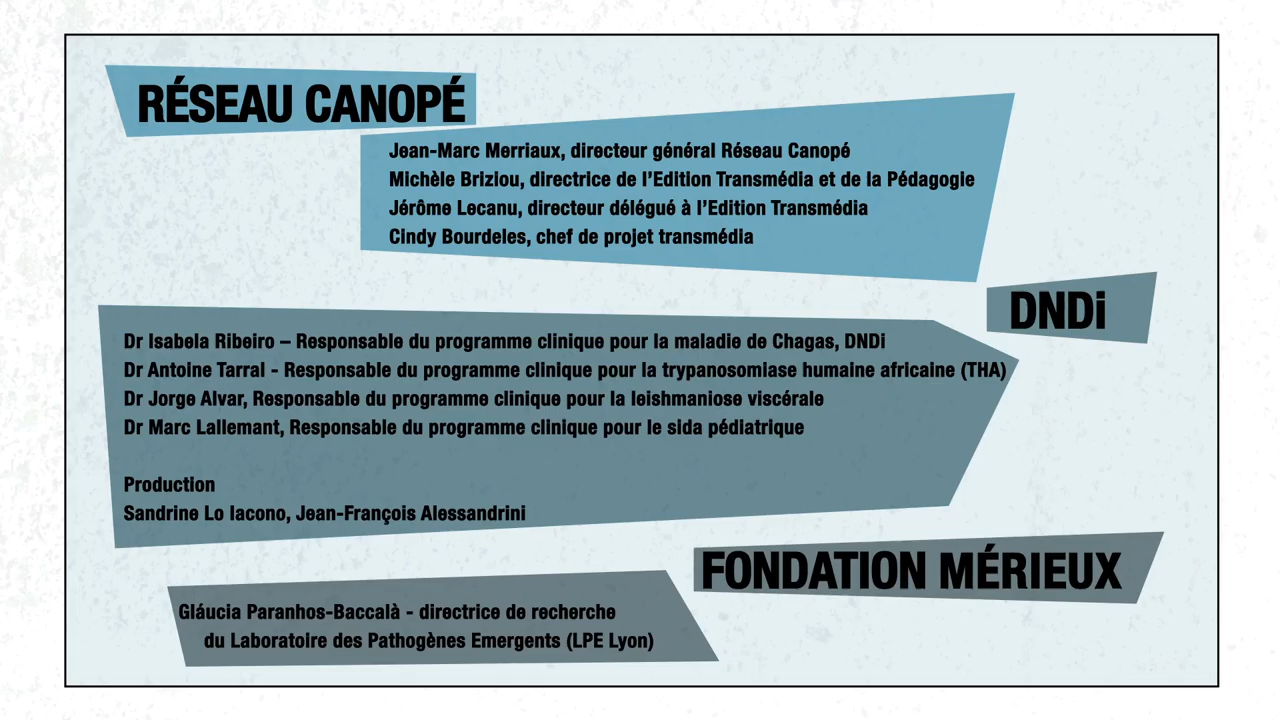 RÉSEAU CANOPÉ
Jean-Marc Merriaux, directeur général Réseau Canopé
Michèle Briziou, directrice de l'Edition Transmédia et de la Pédagogie
Jérôme Lecanu, directeur délégué à l'Edition Transmédia
Cindy Bourdeles, chef de projet transmédia
DNDi
Dr Isabela Ribeiro – Responsable du programme clinique pour la maladie de Chagas, DNDi
Dr Antoine Tarral - Responsable du programme clinique pour la trypanosomiase humaine africaine (THA)
Dr Jorge Alvar, Responsable du programme clinique pour la leishmaniose viscérale
Dr Marc Lallemant, Responsable du programme clinique pour le sida pédiatrique
Production
Sandrine Lo Iacono, Jean-François Alessandrini
FONDATION MÉRIEUX
Gláucia Paranhos-Baccalà - directrice de recherche
du Laboratoire des Pathogènes Emergents (LPE Lyon)